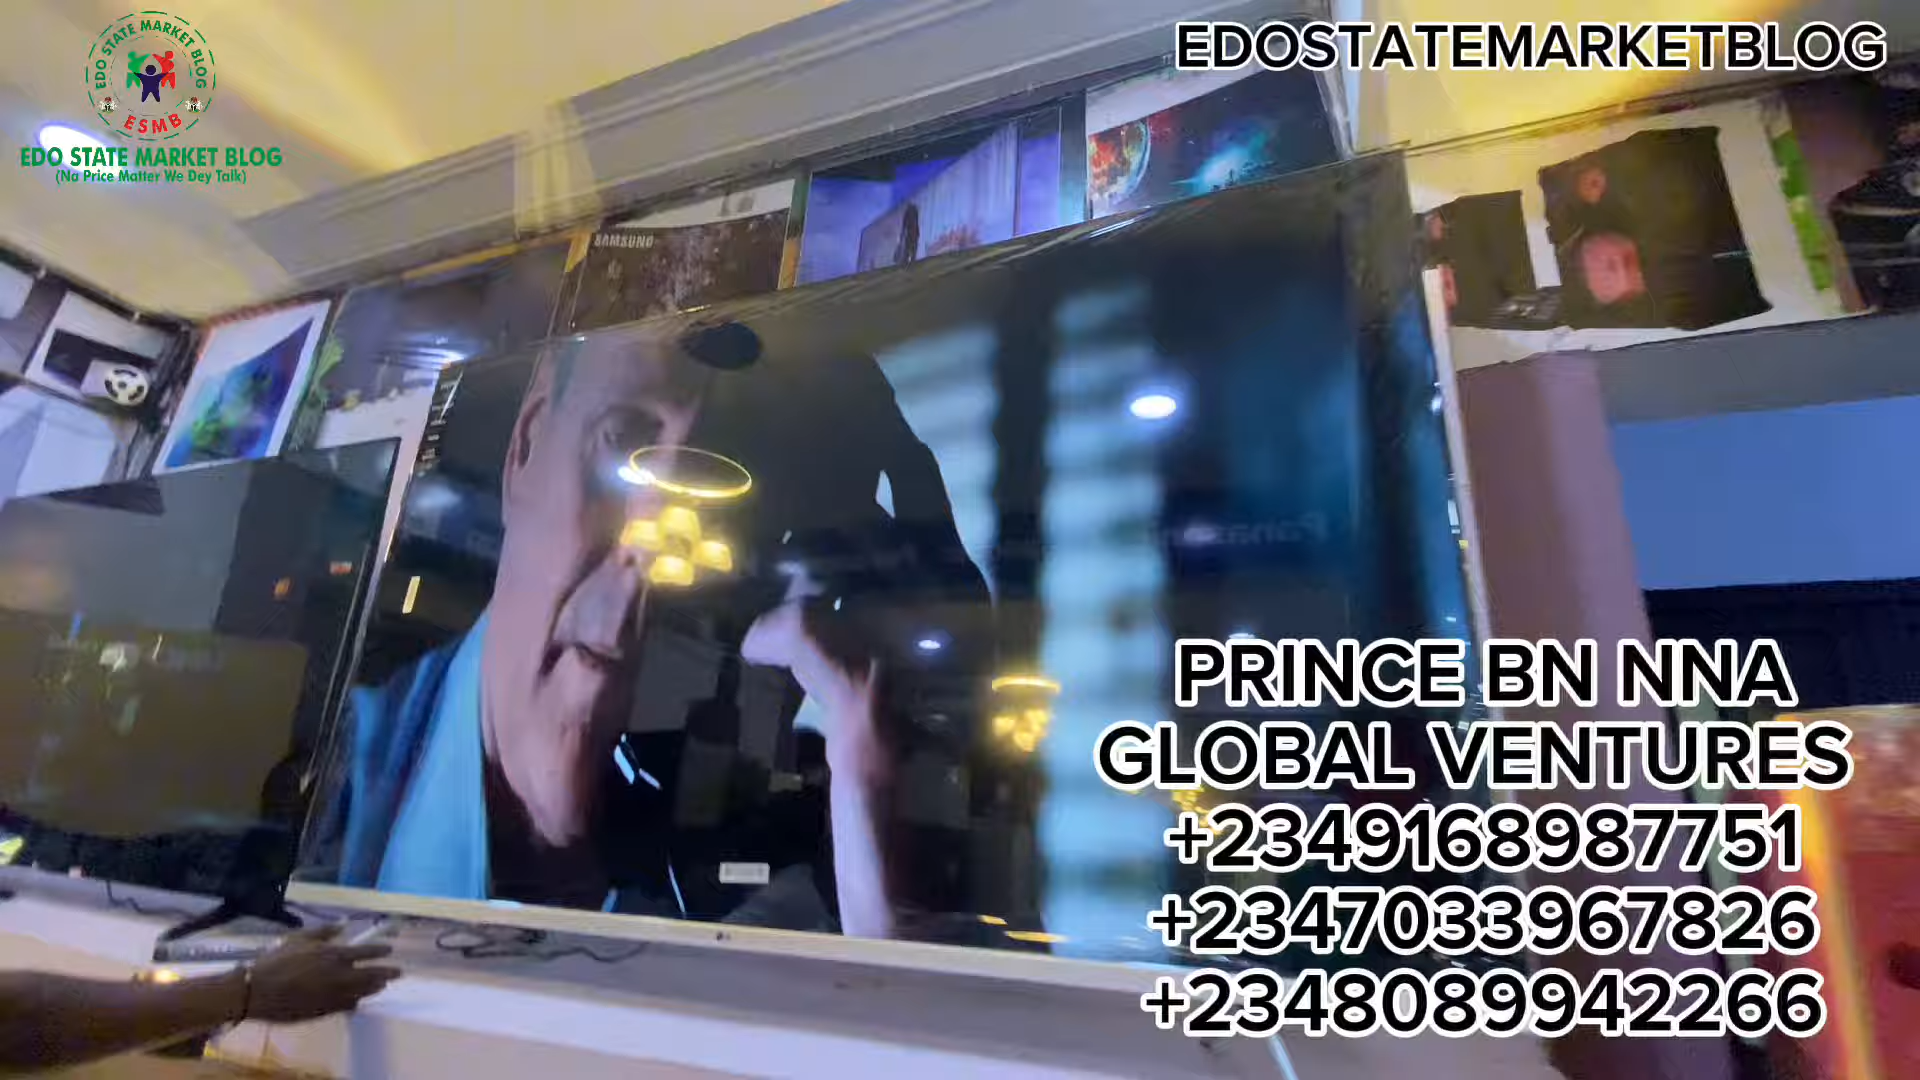 EDO STATE MARKET BLOG
ESMB
EDO STATE MARKET BLOG
(Na Price Matter We Dey Talk)
EDOSTATEMARKETBLOG
SAMSUNG
PRINCE BN NNA
GLOBAL VENTURES
+2349168987751
+2347033967826
+2348089942266